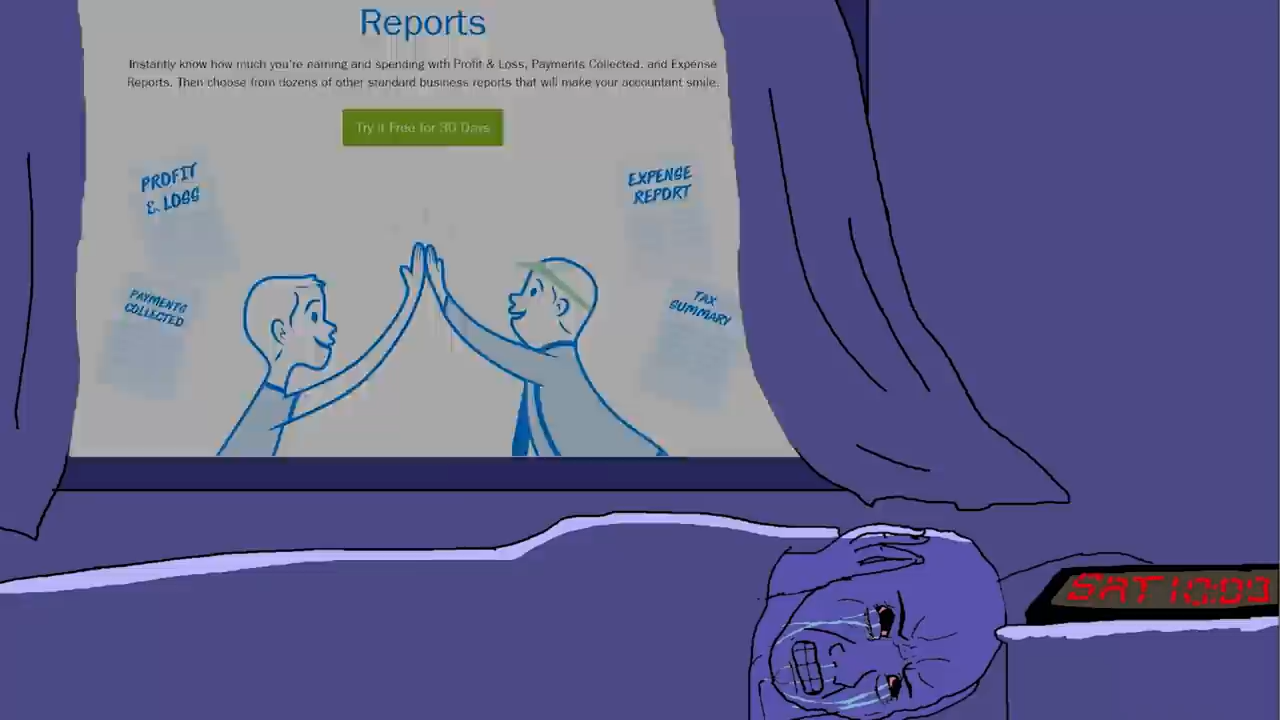 Reports
Instantly know how much you're earning and spending with Profit & Loss, Payments Collected, and Expense
Reports. Then choose from dozens of other standard business reports that will make your accountant smile.
Try it Free for 30 Days
PROFIT
& LOSS
EXPENSE
REPORT
PAYMENTS
COLLECTED
TAX
SUMMARY
SAT 10:00